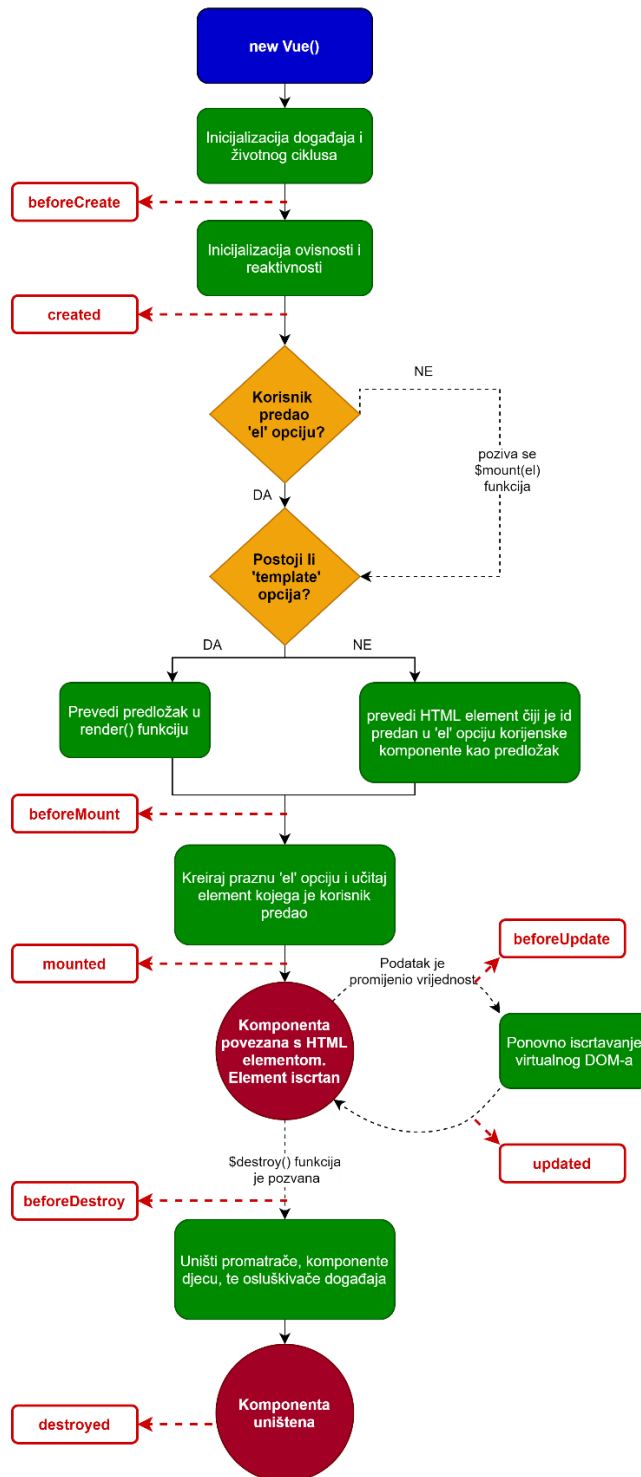 new Vue()
Inicijalizacija događaja i
životnog ciklusa
beforeCreate
Inicijalizacija ovisnosti i
reaktivnosti
created
Korisnik
predao
'el' opciju?
NE
poziva se
$mount(el)
funkcija
DA
Postoji li
'template'
opcija?
DA
NE
Prevedi predložak u
render() funkciju
prevedi HTML element čiji je id
predan u 'el' opciju korijenske
komponente kao predložak
beforeMount
Kreiraj praznu 'el' opciju i učitaj
element kojega je korisnik
predao
mounted
beforeUpdate
Podatak je
promijenio vrijednost
Komponenta
povezana s HTML
elementom.
Element iscrtan
Ponovno iscrtavanje
virtualnog DOM-a
updated
$destroy() funkcija
je pozvana
beforeDestroy
Uništi promatrače, komponente
djecu, te osluškivače događaja
Komponenta
uništena
destroyed